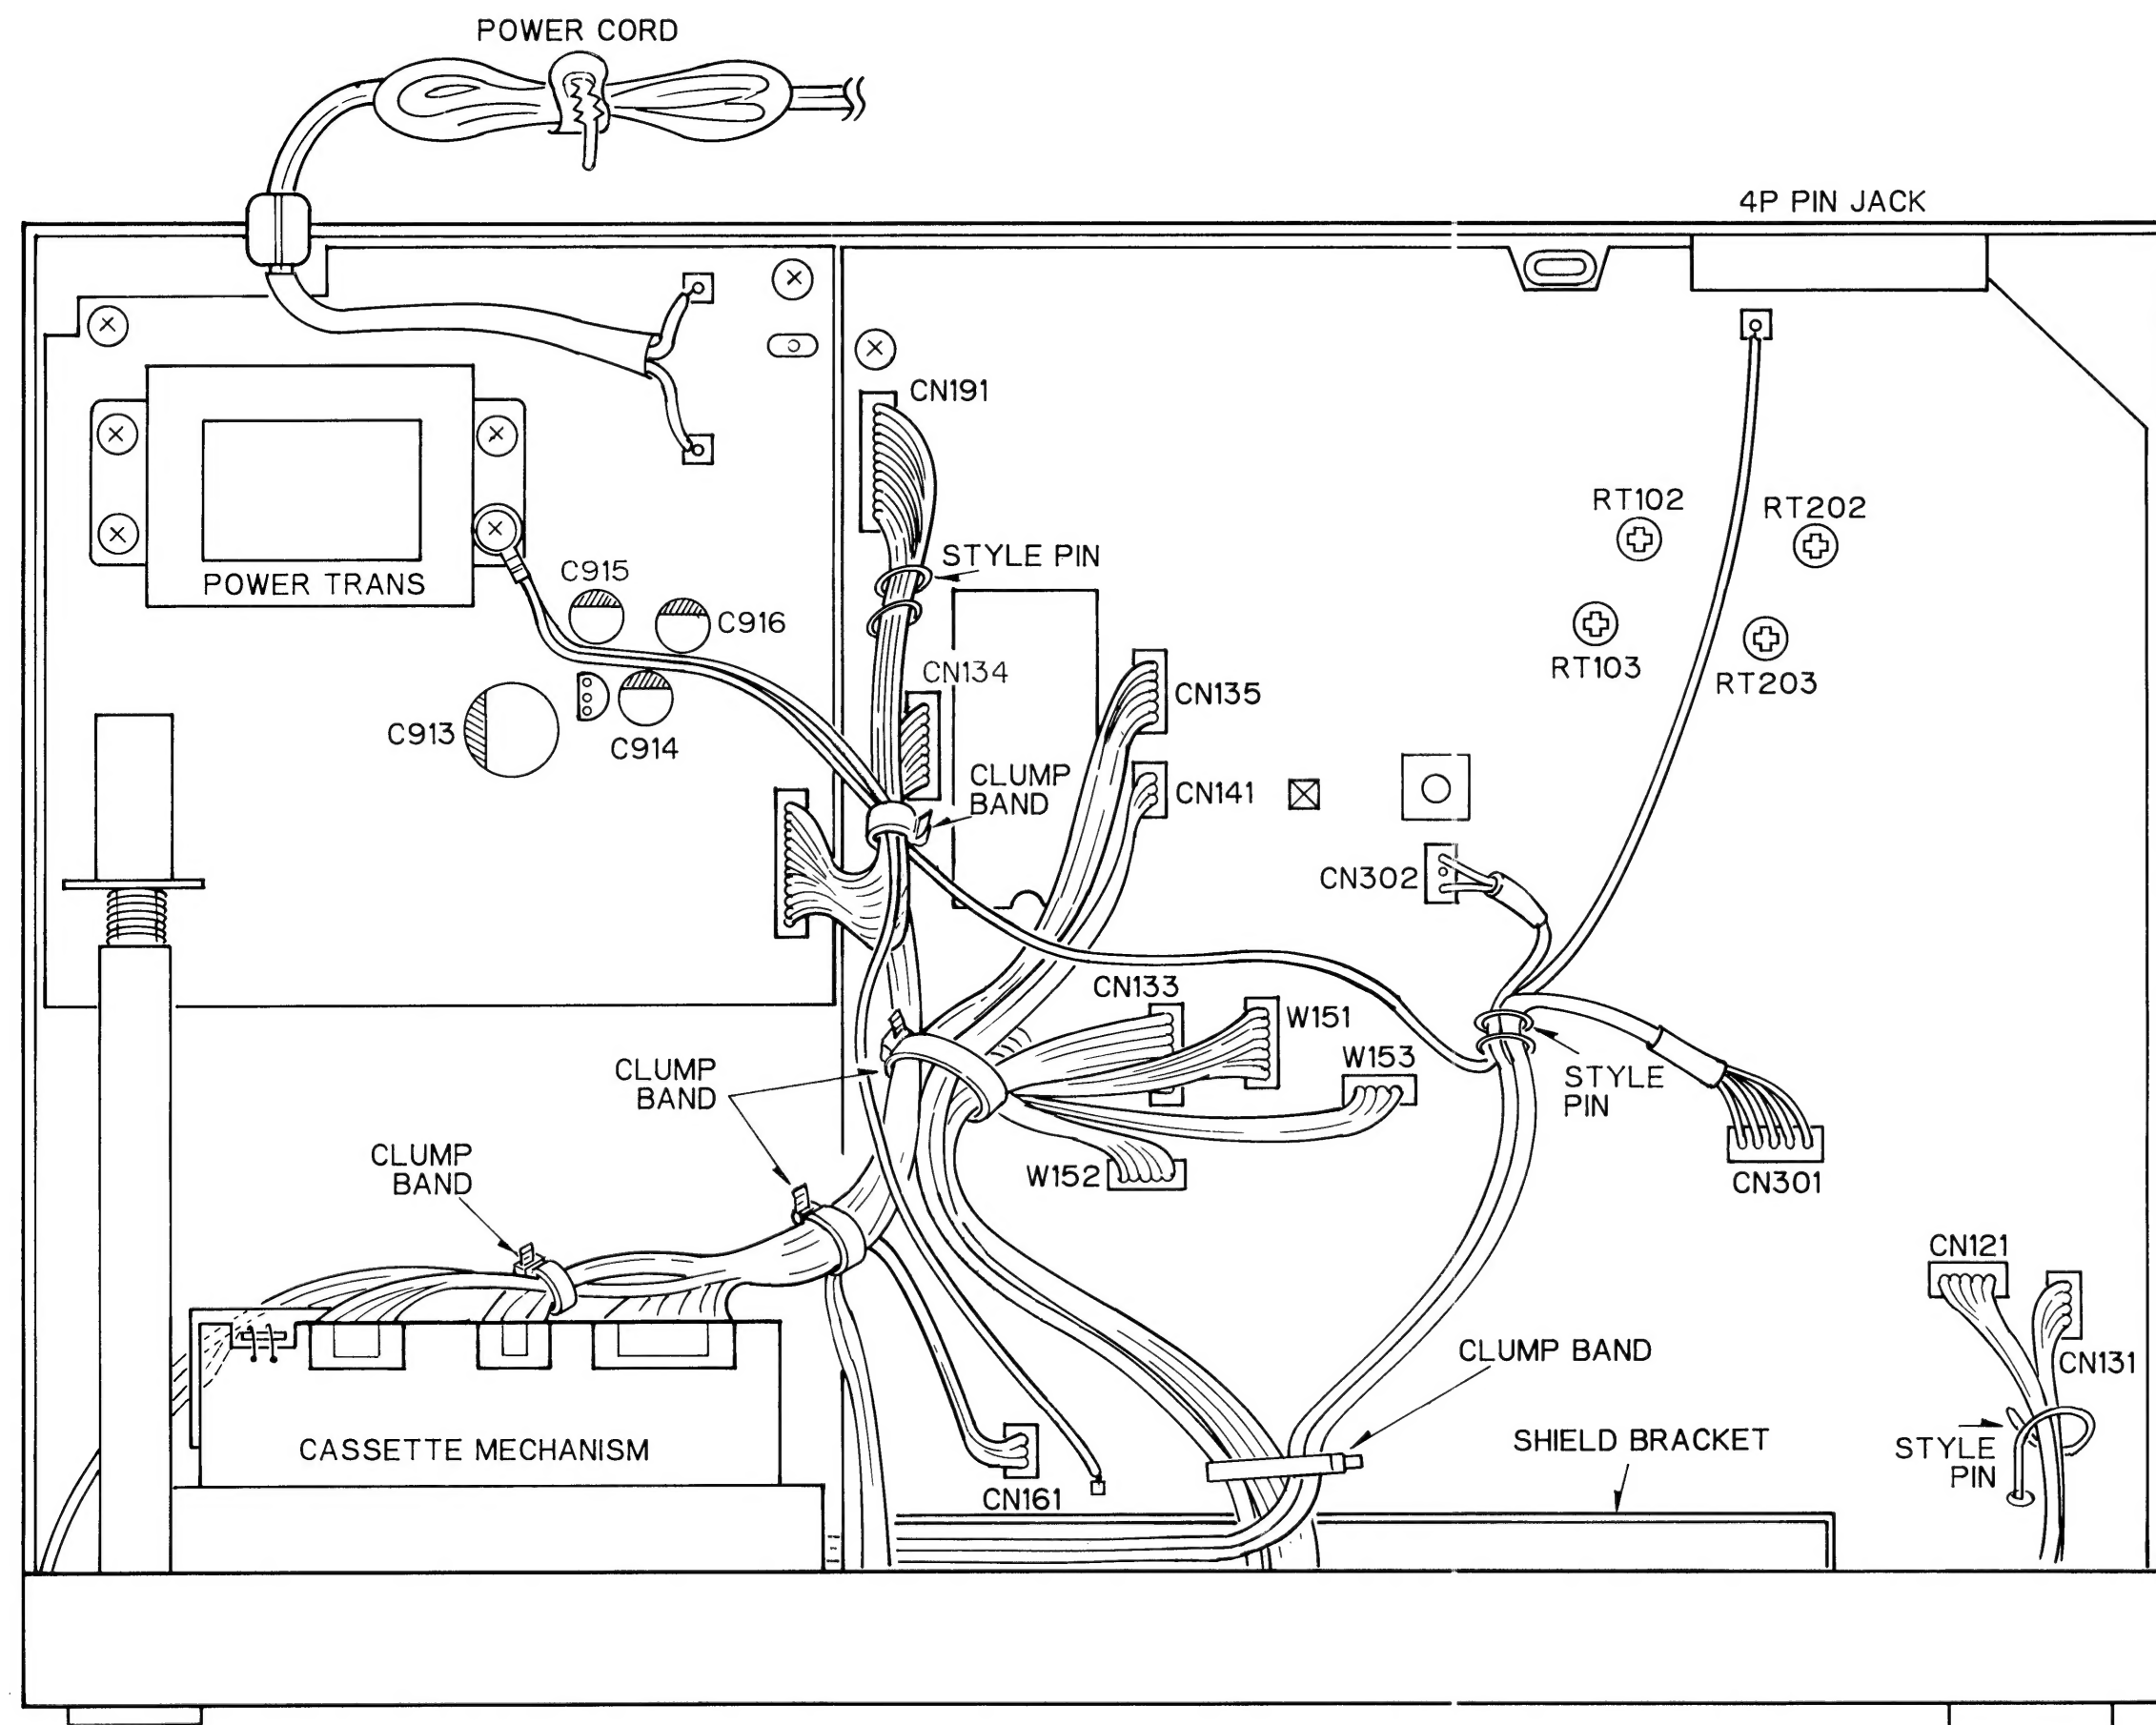 POWER CORD
4P PIN JACK
CN191
RT102
RT202
STYLE PIN
C915
POWER TRANS
C916
RT103
RT203
CN134
CN135
C913
C914
CLUMP
BAND
CN141
CN302
CN133
W151
W153
CLUMP
BAND
STYLE
PIN
CLUMP
BAND
W152
CN301
CN121
CLUMP BAND
CN131
CASSETTE MECHANISM
SHIELD BRACKET
STYLE
PIN
CN161